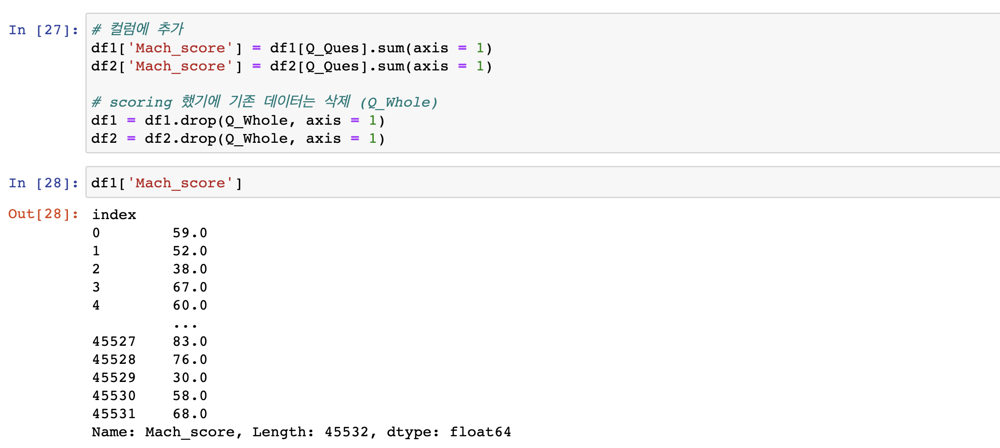 In [27]: # 컬럼에 추가
df1['Mach_score'] = df1[Q_Ques].sum(axis = 1)
df2['Mach_score'] = df2[Q_Ques].sum(axis = 1)
# scoring 했기에 기존 데이터는 삭제 (Q_Whole)
df1 = df1.drop(Q_Whole, axis = 1)
df2 = df2.drop(Q_Whole, axis = 1)
In [28]: df1['Mach_score']
Out[28]: index
0 59.0
1 52.0
2 38.0
3 67.0
4 60.0
...
45527 83.0
45528 76.0
45529 30.0
45530 58.0
45531 68.0
Name: Mach_score, Length: 45532, dtype: float64